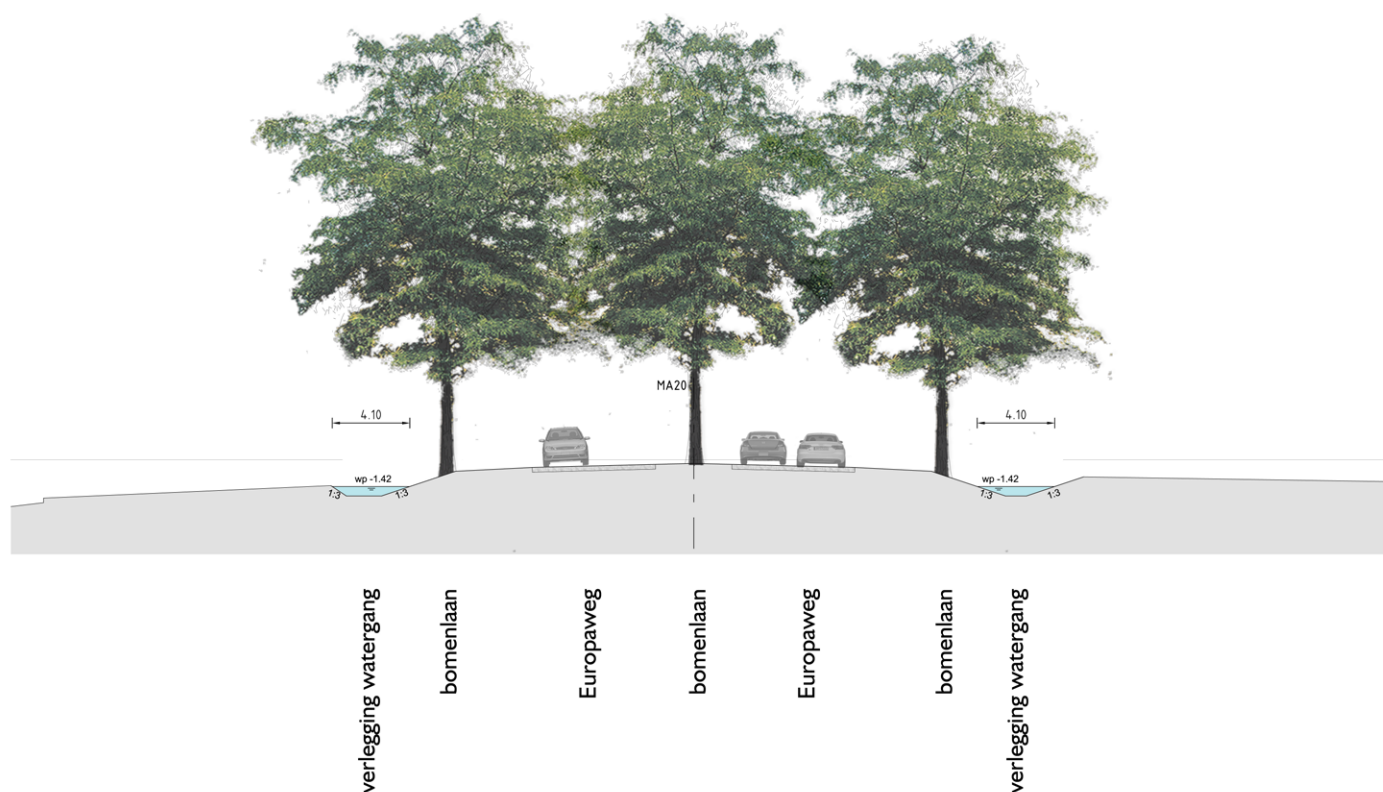 MA20
4.10
4.10
wp -1.42
1:3
1:3
wp -1.42
1:3
1:3
verlegging watergang
bomenlaan
Europaweg
bomenlaan
Europaweg
bomenlaan
verlegging watergang